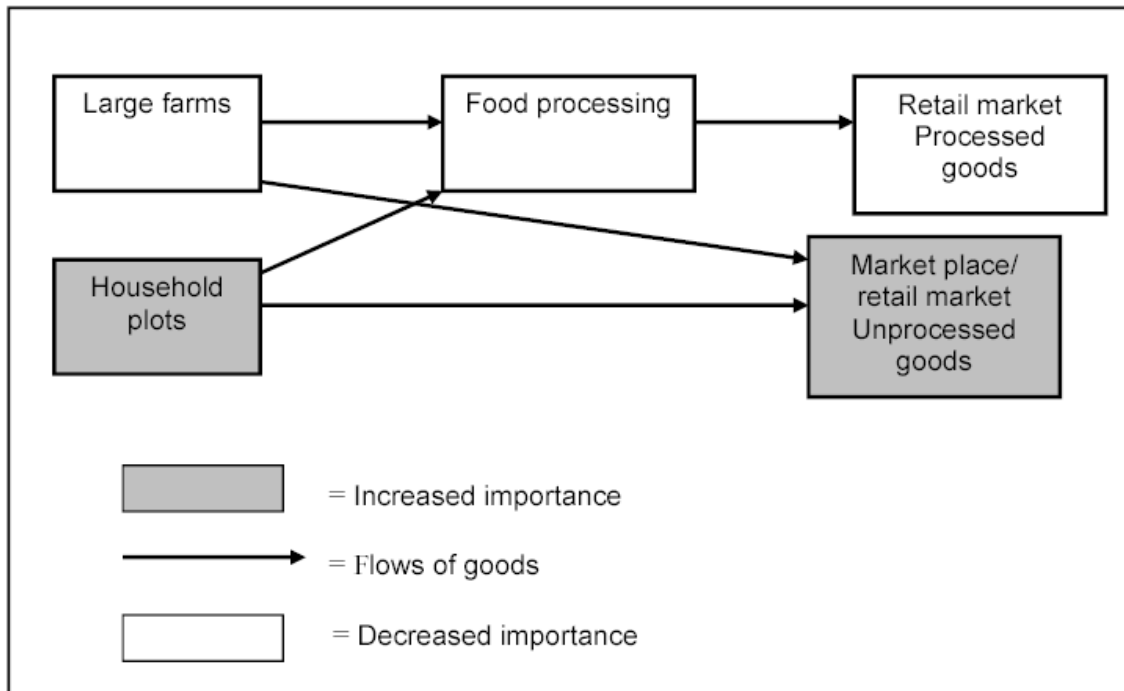 Large farms
Food processing
Retail market
Processed
goods
Household
plots
Market place/
retail market
Unprocessed
goods
= Increased importance
= Flows of goods
= Decreased importance